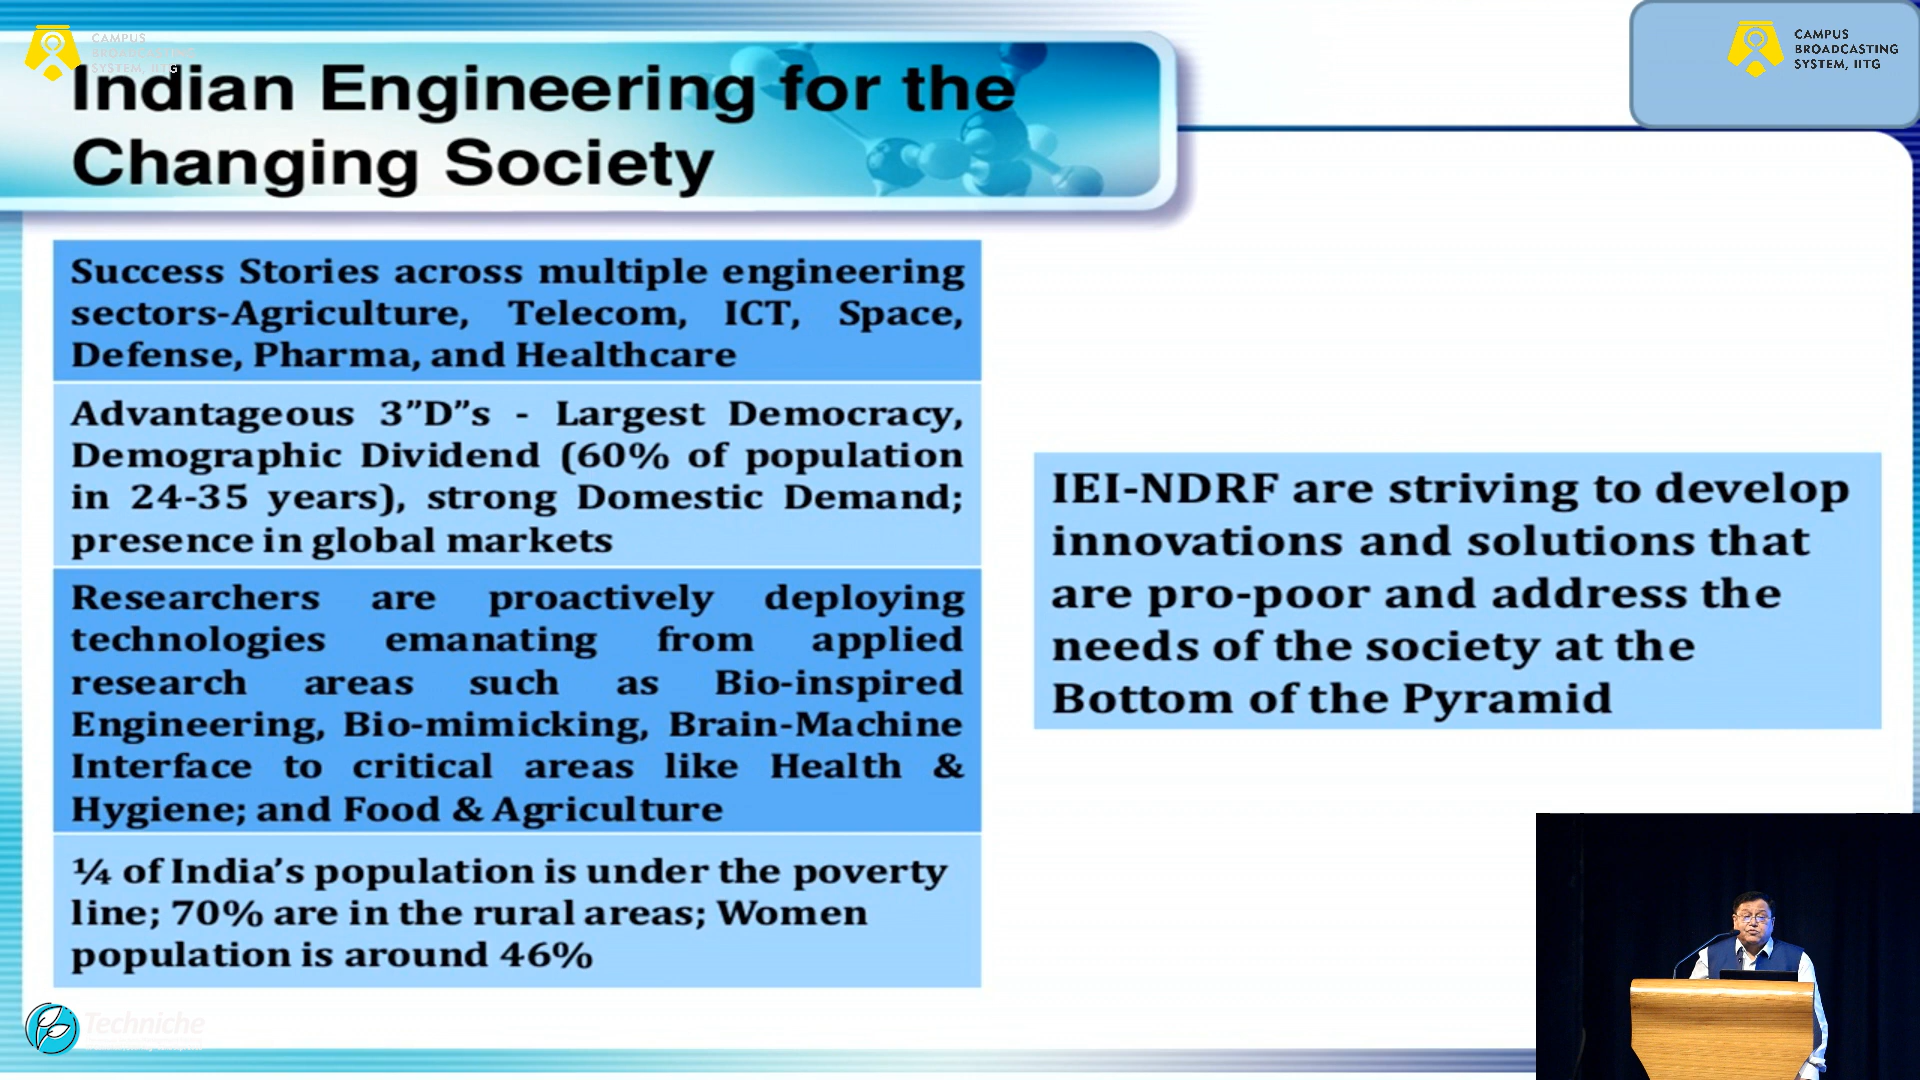 CAMPUS
BROADCASTING
SYSTEM, IITG
CAMPUS
BROADCASTING
SYSTEM, IITG
Indian Engineering for the
Changing Society
Success Stories across multiple engineering
sectors-Agriculture, Telecom, ICT, Space,
Defense, Pharma, and Healthcare
Advantageous 3”D”s - Largest Democracy,
Demographic Dividend (60% of population
in 24-35 years), strong Domestic Demand;
presence in global markets
Researchers are proactively deploying
technologies emanating from applied
research areas such as Bio-inspired
Engineering, Bio-mimicking, Brain-Machine
Interface to critical areas like Health &
Hygiene; and Food & Agriculture
¼ of India’s population is under the poverty
line; 70% are in the rural areas; Women
population is around 46%
IEI-NDRF are striving to develop
innovations and solutions that
are pro-poor and address the
needs of the society at the
Bottom of the Pyramid
Techniche